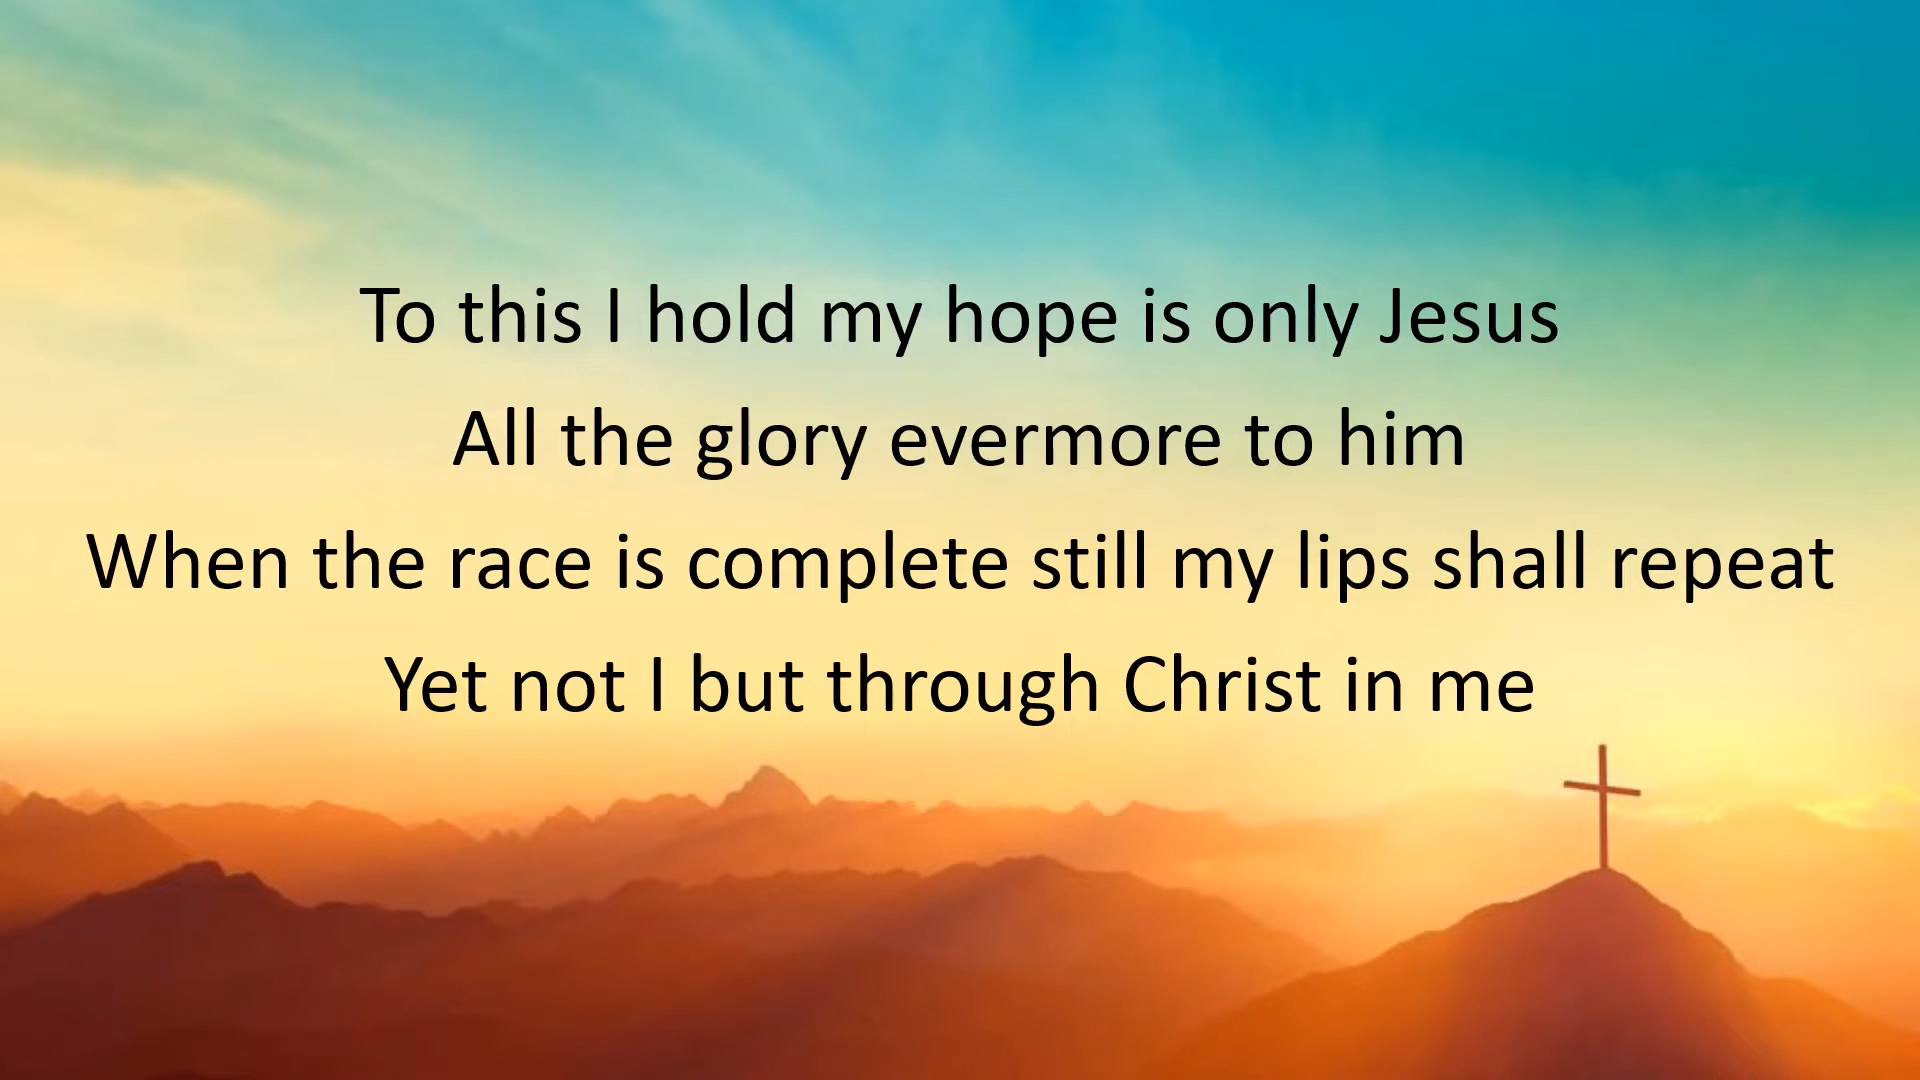 To this I hold my hope is only Jesus
All the glory evermore to him
When the race is complete still my lips shall repeat
Yet not I but through Christ in me